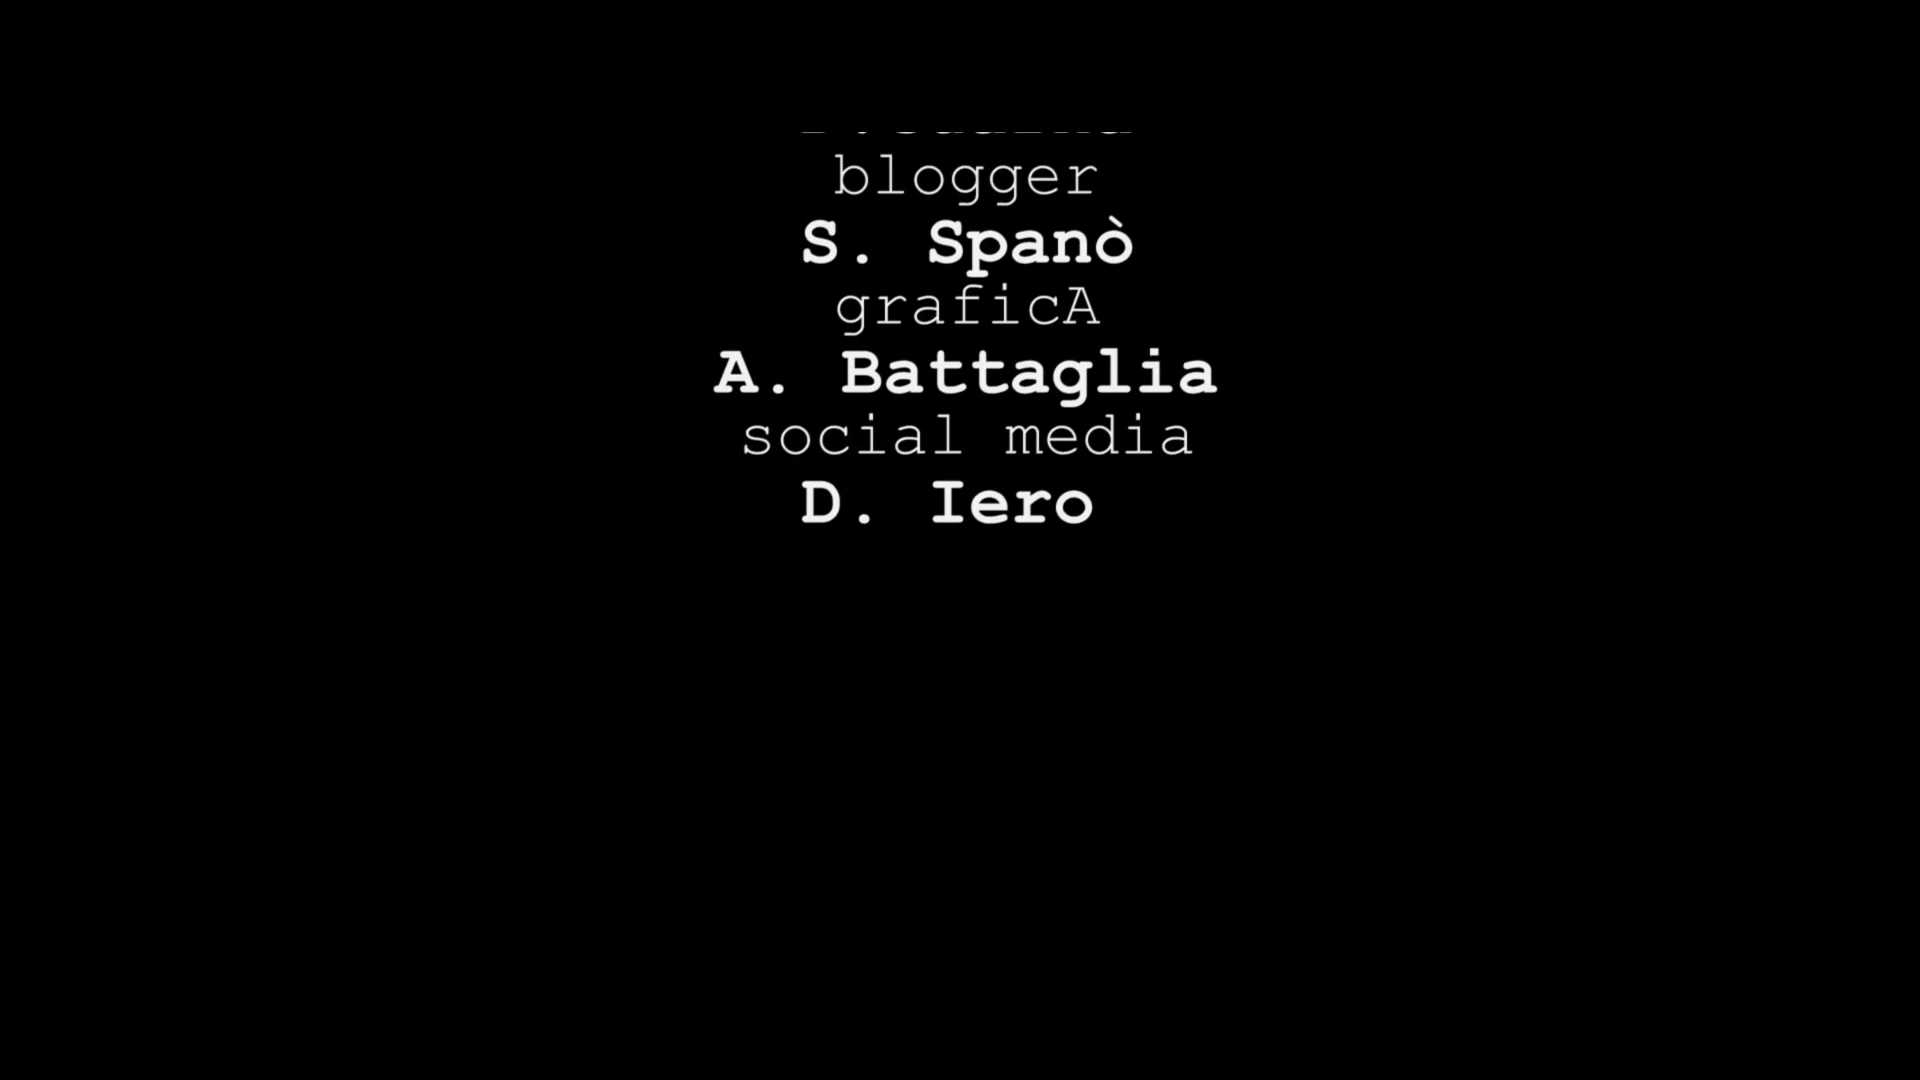 blogger
S. Spanò
graficA
A. Battaglia
social media
D. Iero